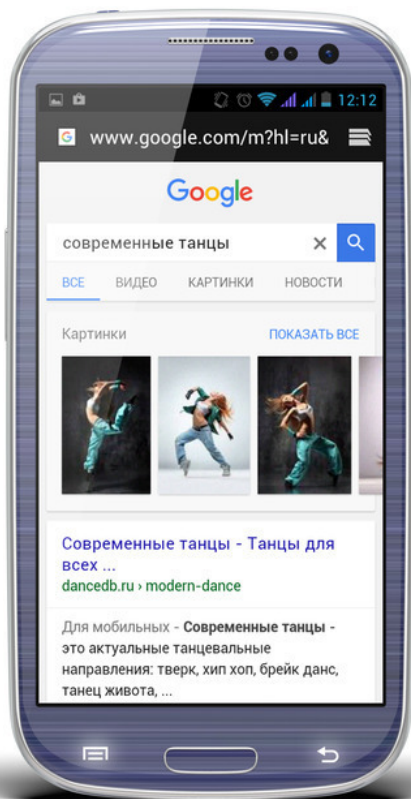 12:12
www.google.com/m?hl=ru&
Google
современные танцы
ВСЕ ВИДЕО КАРТИНКИ НОВОСТИ
Картинки ПОКАЗАТЬ ВСЕ
Современные танцы - Танцы для
всех ...
dancedb.ru › modern-dance
Для мобильных - Современные танцы -
это актуальные танцевальные
направления: тверк, хип хоп, брейк данс,
танец живота, ...